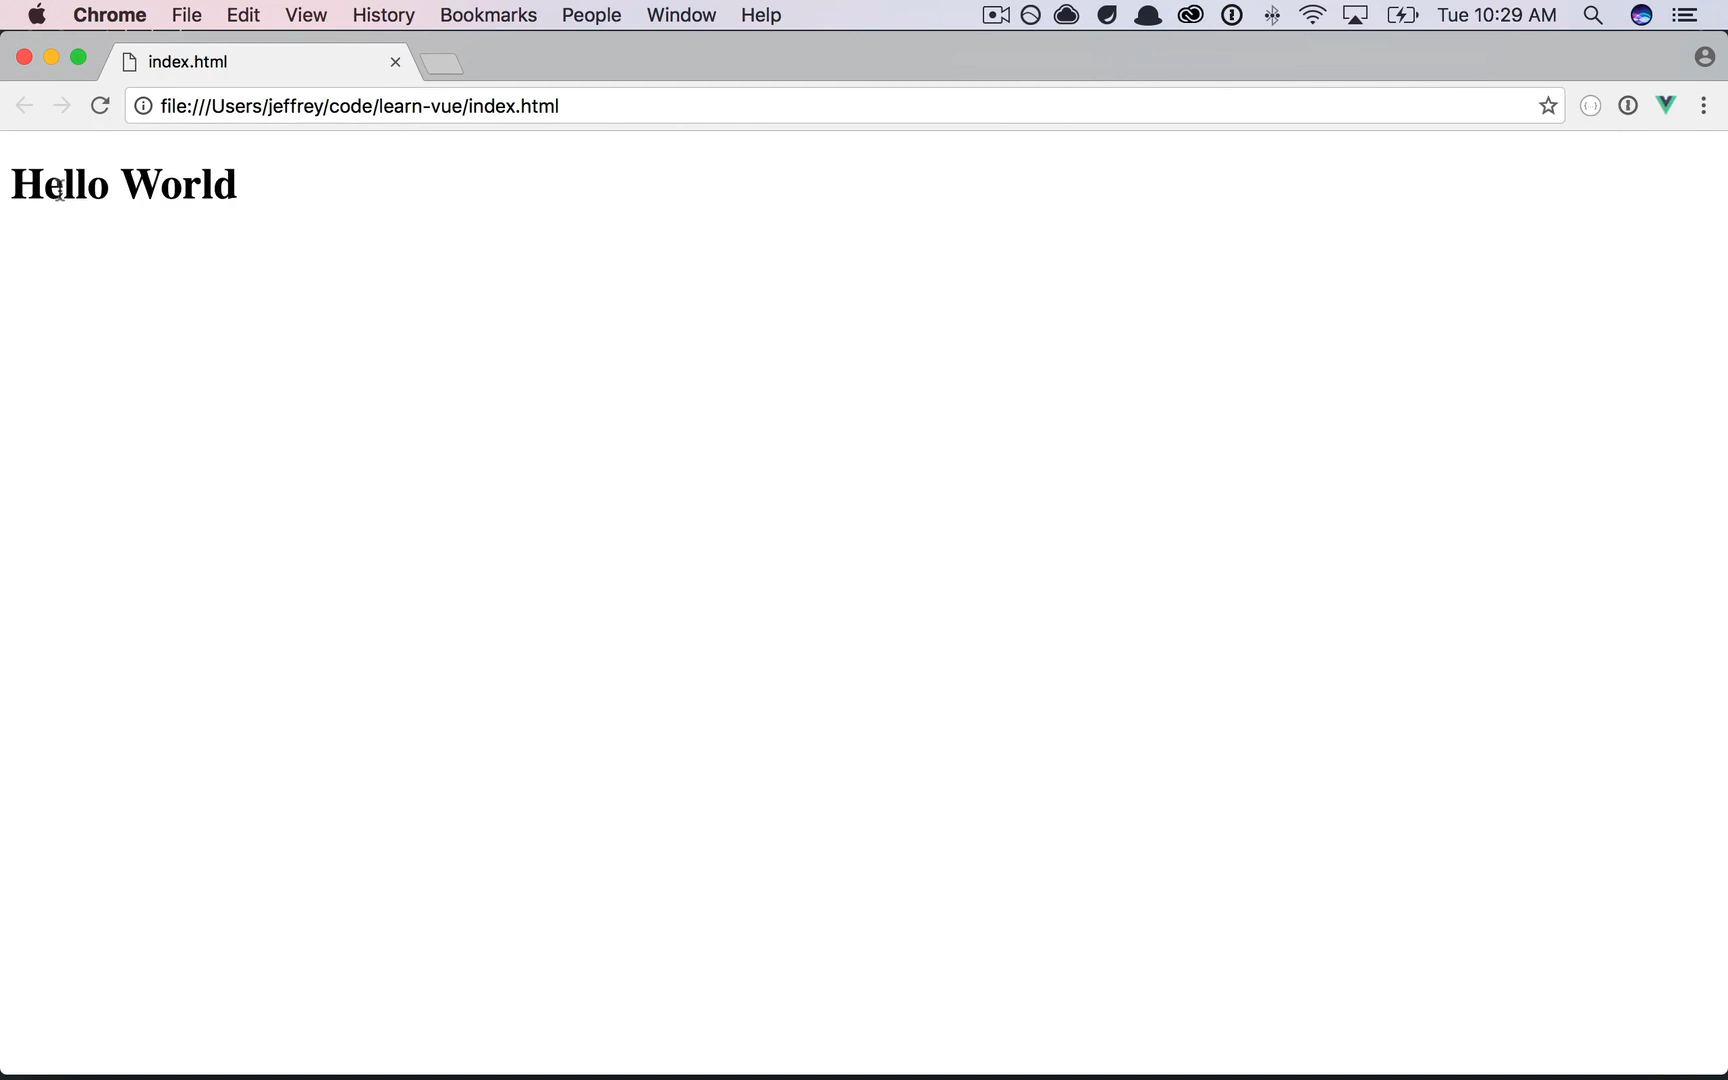 Chrome File Edit View History Bookmarks People Window Help Tue 10:29 AM
index.html
file:///Users/jeffrey/code/learn-vue/index.html
Hello World